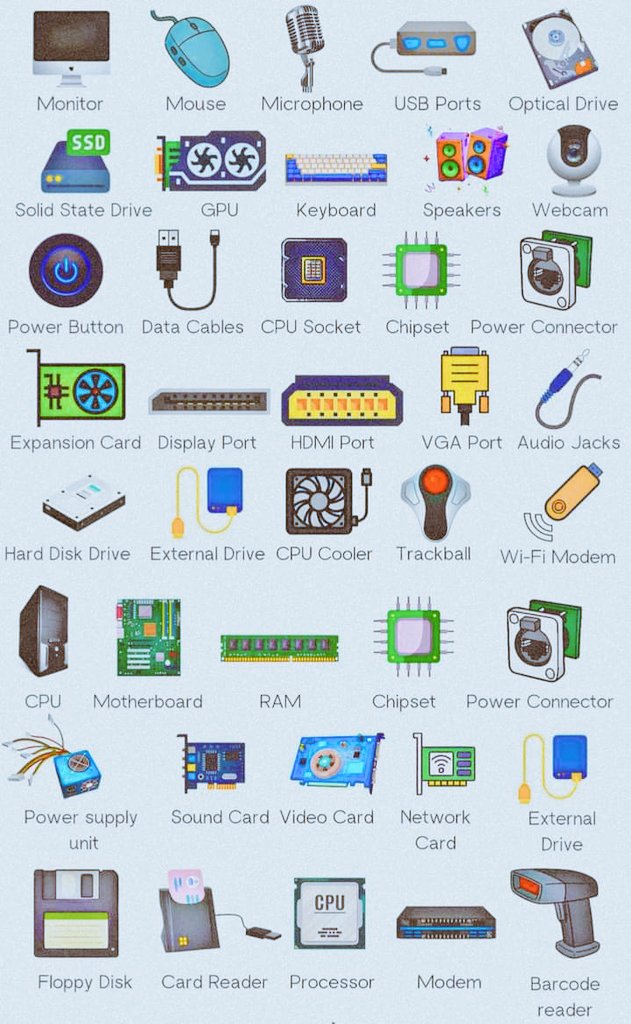 Monitor
Mouse
Microphone
USB Ports
Optical Drive
SSD
Solid State Drive
GPU
Keyboard
Speakers
Webcam
Power Button
Data Cables
CPU Socket
Chipset
Power Connector
Expansion Card
Display Port
HDMI Port
VGA Port
Audio Jacks
Hard Disk Drive
External Drive
CPU Cooler
Trackball
Wi-Fi Modem
CPU
Motherboard
RAM
Chipset
Power Connector
Power supply
unit
Sound Card
Video Card
Network
Card
External
Drive
CPU
Floppy Disk
Card Reader
Processor
Modem
Barcode
reader